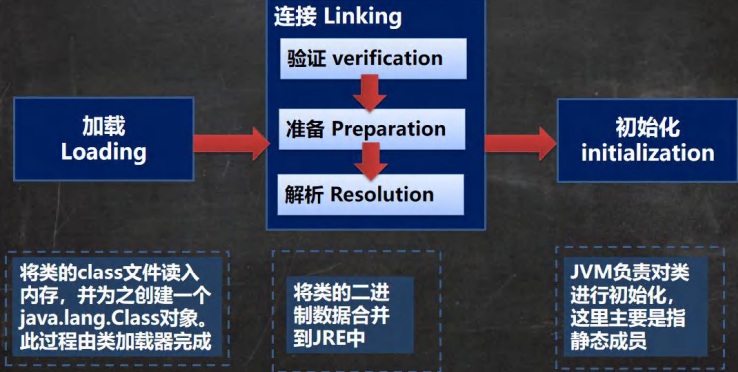 连接 Linking
验证 verification
准备 Preparation
解析 Resolution
加载
Loading
初始化
initialization
将类的class文件读入
内存，并为之创建一个
java.lang.Class对象。
此过程由类加载器完成
将类的二进
制数据合并
到JRE中
JVM负责对类
进行初始化，
这里主要是指
静态成员